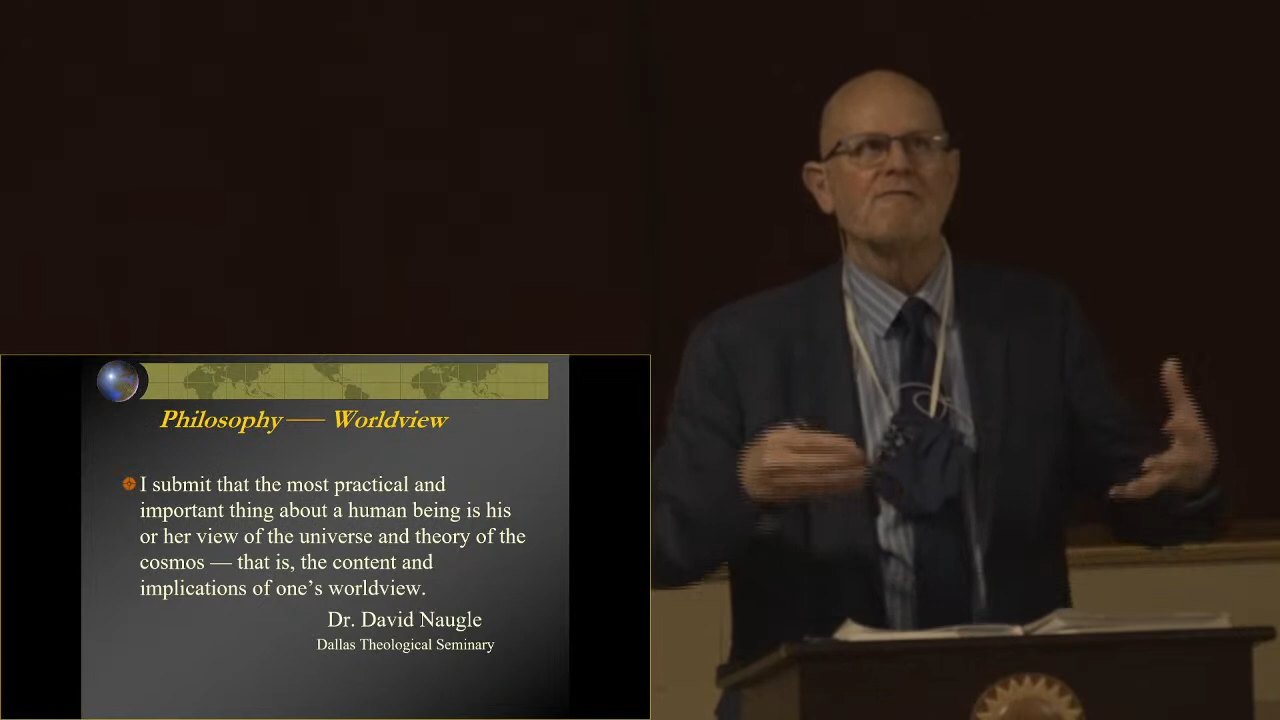 Philosophy — Worldview
I submit that the most practical and
important thing about a human being is his
or her view of the universe and theory of the
cosmos — that is, the content and
implications of one's worldview.
Dr. David Naugle
Dallas Theological Seminary